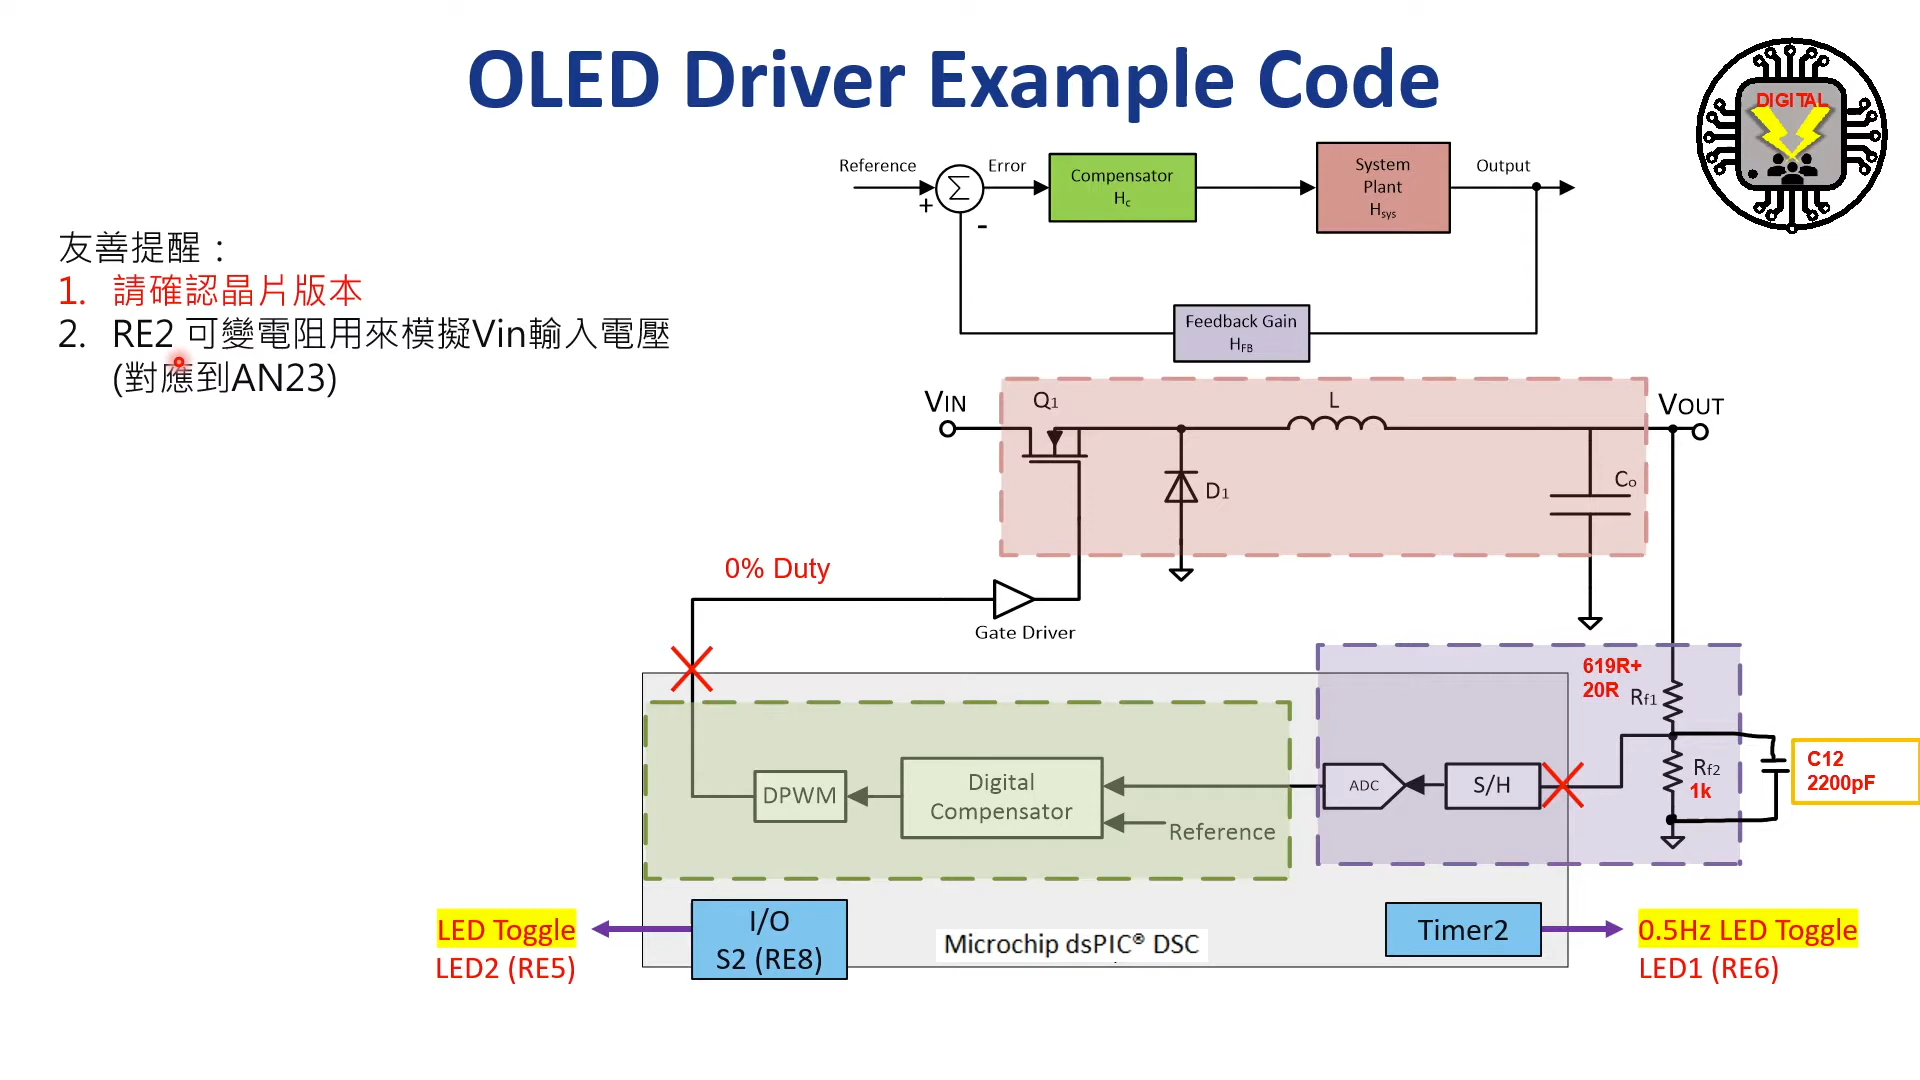 OLED Driver Example Code
DIGITAL
Reference
Error
Compensator
Hc
System
Plant
Hsys
Output
+
Σ
-
Feedback Gain
HFB
友善提醒：
1. 請確認晶片版本
2. RE2 可變電阻用來模擬Vin輸入電壓
(對應到AN23)
VIN
Q1
L
VOUT
D1
Co
0% Duty
Gate Driver
619R+
20R
Rf1
Rf2
1k
C12
2200pF
DPWM
Digital
Compensator
Reference
ADC
S/H
LED Toggle
LED2 (RE5)
I/O
S2 (RE8)
Microchip dsPIC® DSC
Timer2
0.5Hz LED Toggle
LED1 (RE6)